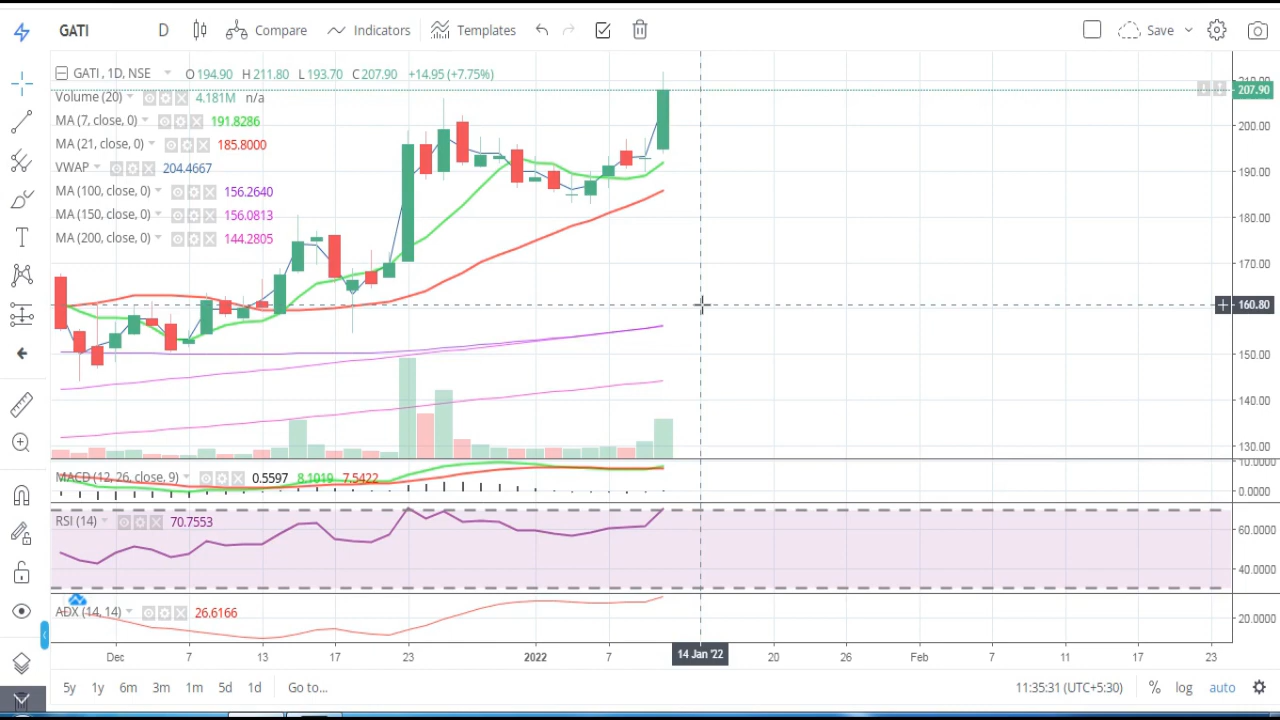 GATI D Compare Indicators Templates Save
GATI , 1D, NSE O 194.90 H 211.80 L 193.70 C 207.90 +14.95 (+7.75%)
Volume (20) 4.181M n/a
MA (7, close, 0) 191.8286
MA (21, close, 0) 185.8000
VWAP 204.4667
MA (100, close, 0) 156.2640
MA (150, close, 0) 156.0813
MA (200, close, 0) 144.2805
210.00
207.90
200.00
190.00
180.00
170.00
160.80
150.00
140.00
130.00
MACD (12, 26, close, 9) 0.5597 8.1019 7.5422
10.0000
0.0000
RSI (14) 70.7553
60.0000
40.0000
ADX (14, 14) 26.6166
20.0000
Dec 7 13 17 23 2022 7 14 Jan '22 20 26 Feb 7 11 17 23
5y 1y 6m 3m 1m 5d 1d Go to... 11:35:31 (UTC+5:30) % log auto